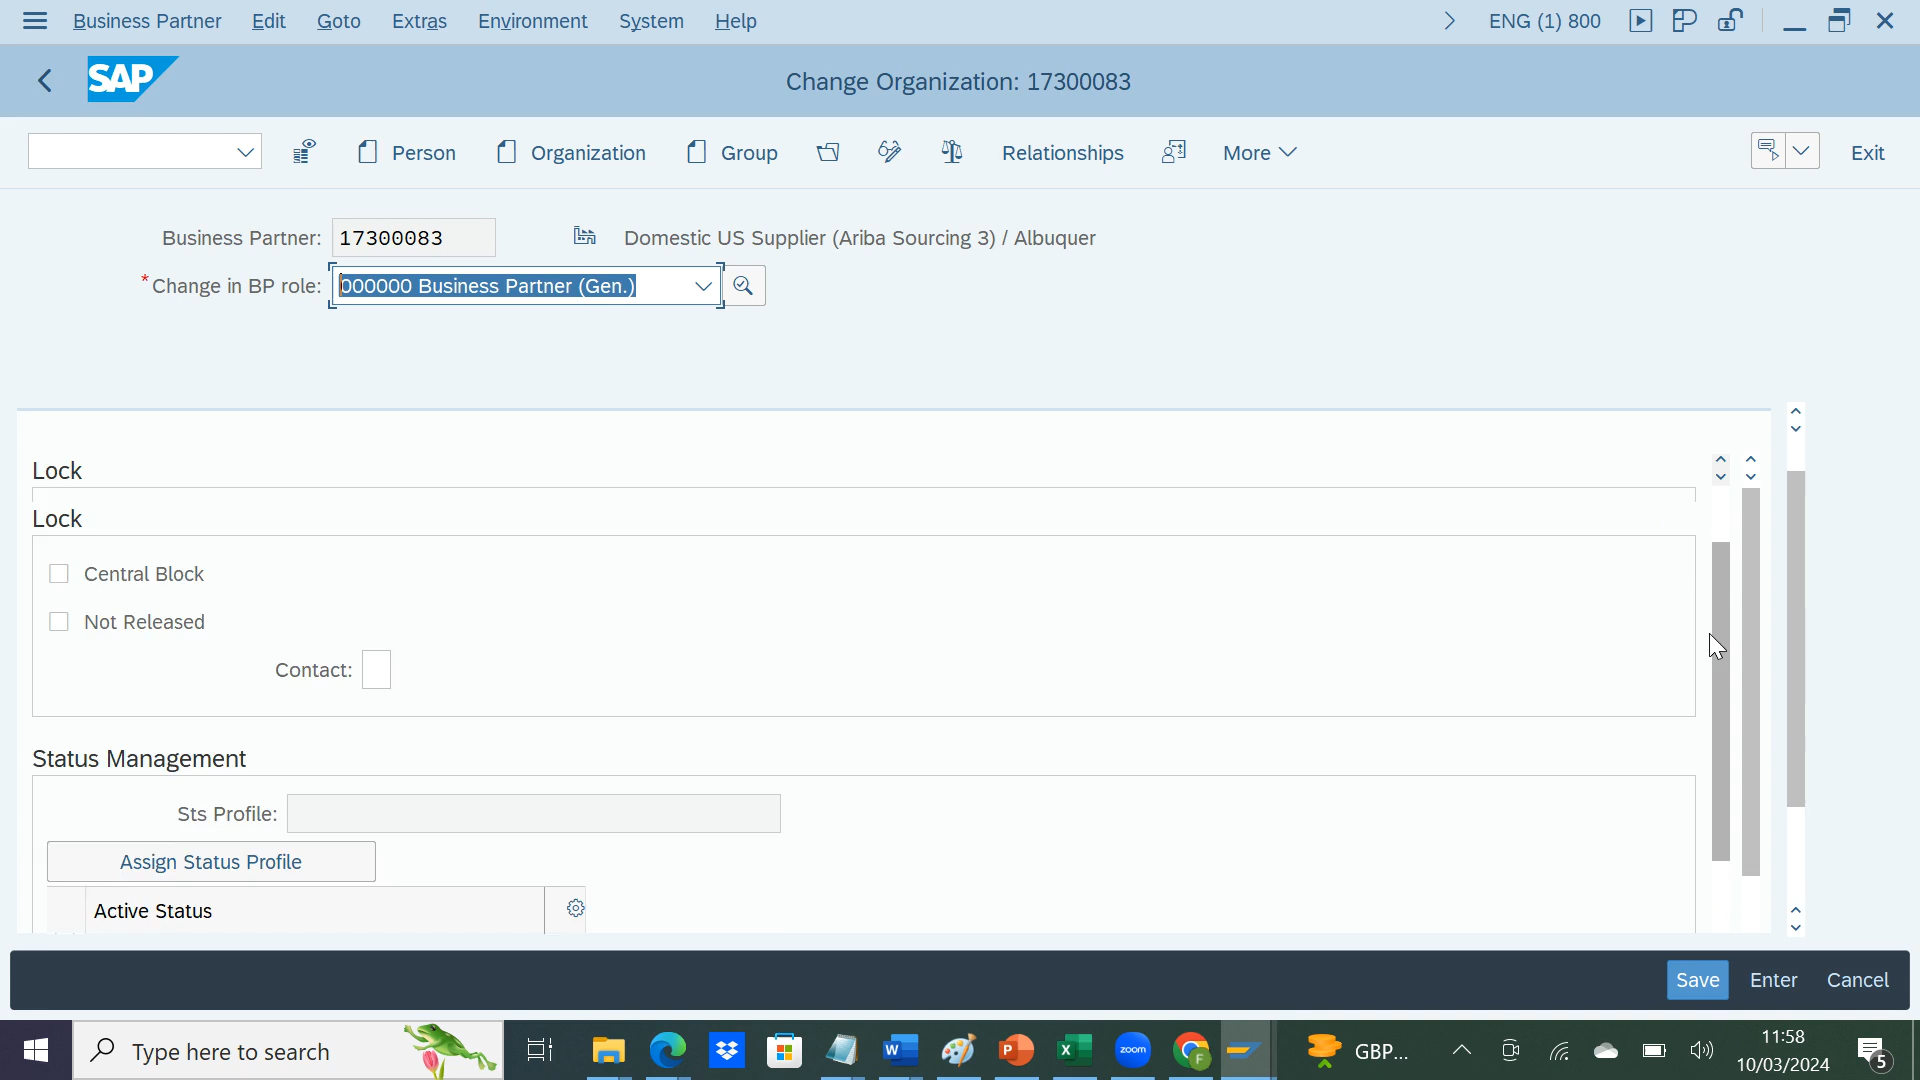 Business Partner Edit Goto Extras Environment System Help ENG (1) 800
SAP Change Organization: 17300083
Person Organization Group Relationships More Exit
Business Partner: 17300083 Domestic US Supplier (Ariba Sourcing 3) / Albuquer
* Change in BP role: 000000 Business Partner (Gen.)
Lock
Lock
Central Block
Not Released
Contact:
Status Management
Sts Profile:
Assign Status Profile
Active Status
Save Enter Cancel
Type here to search
W P X zoom F GBP...
11:58
10/03/2024
5